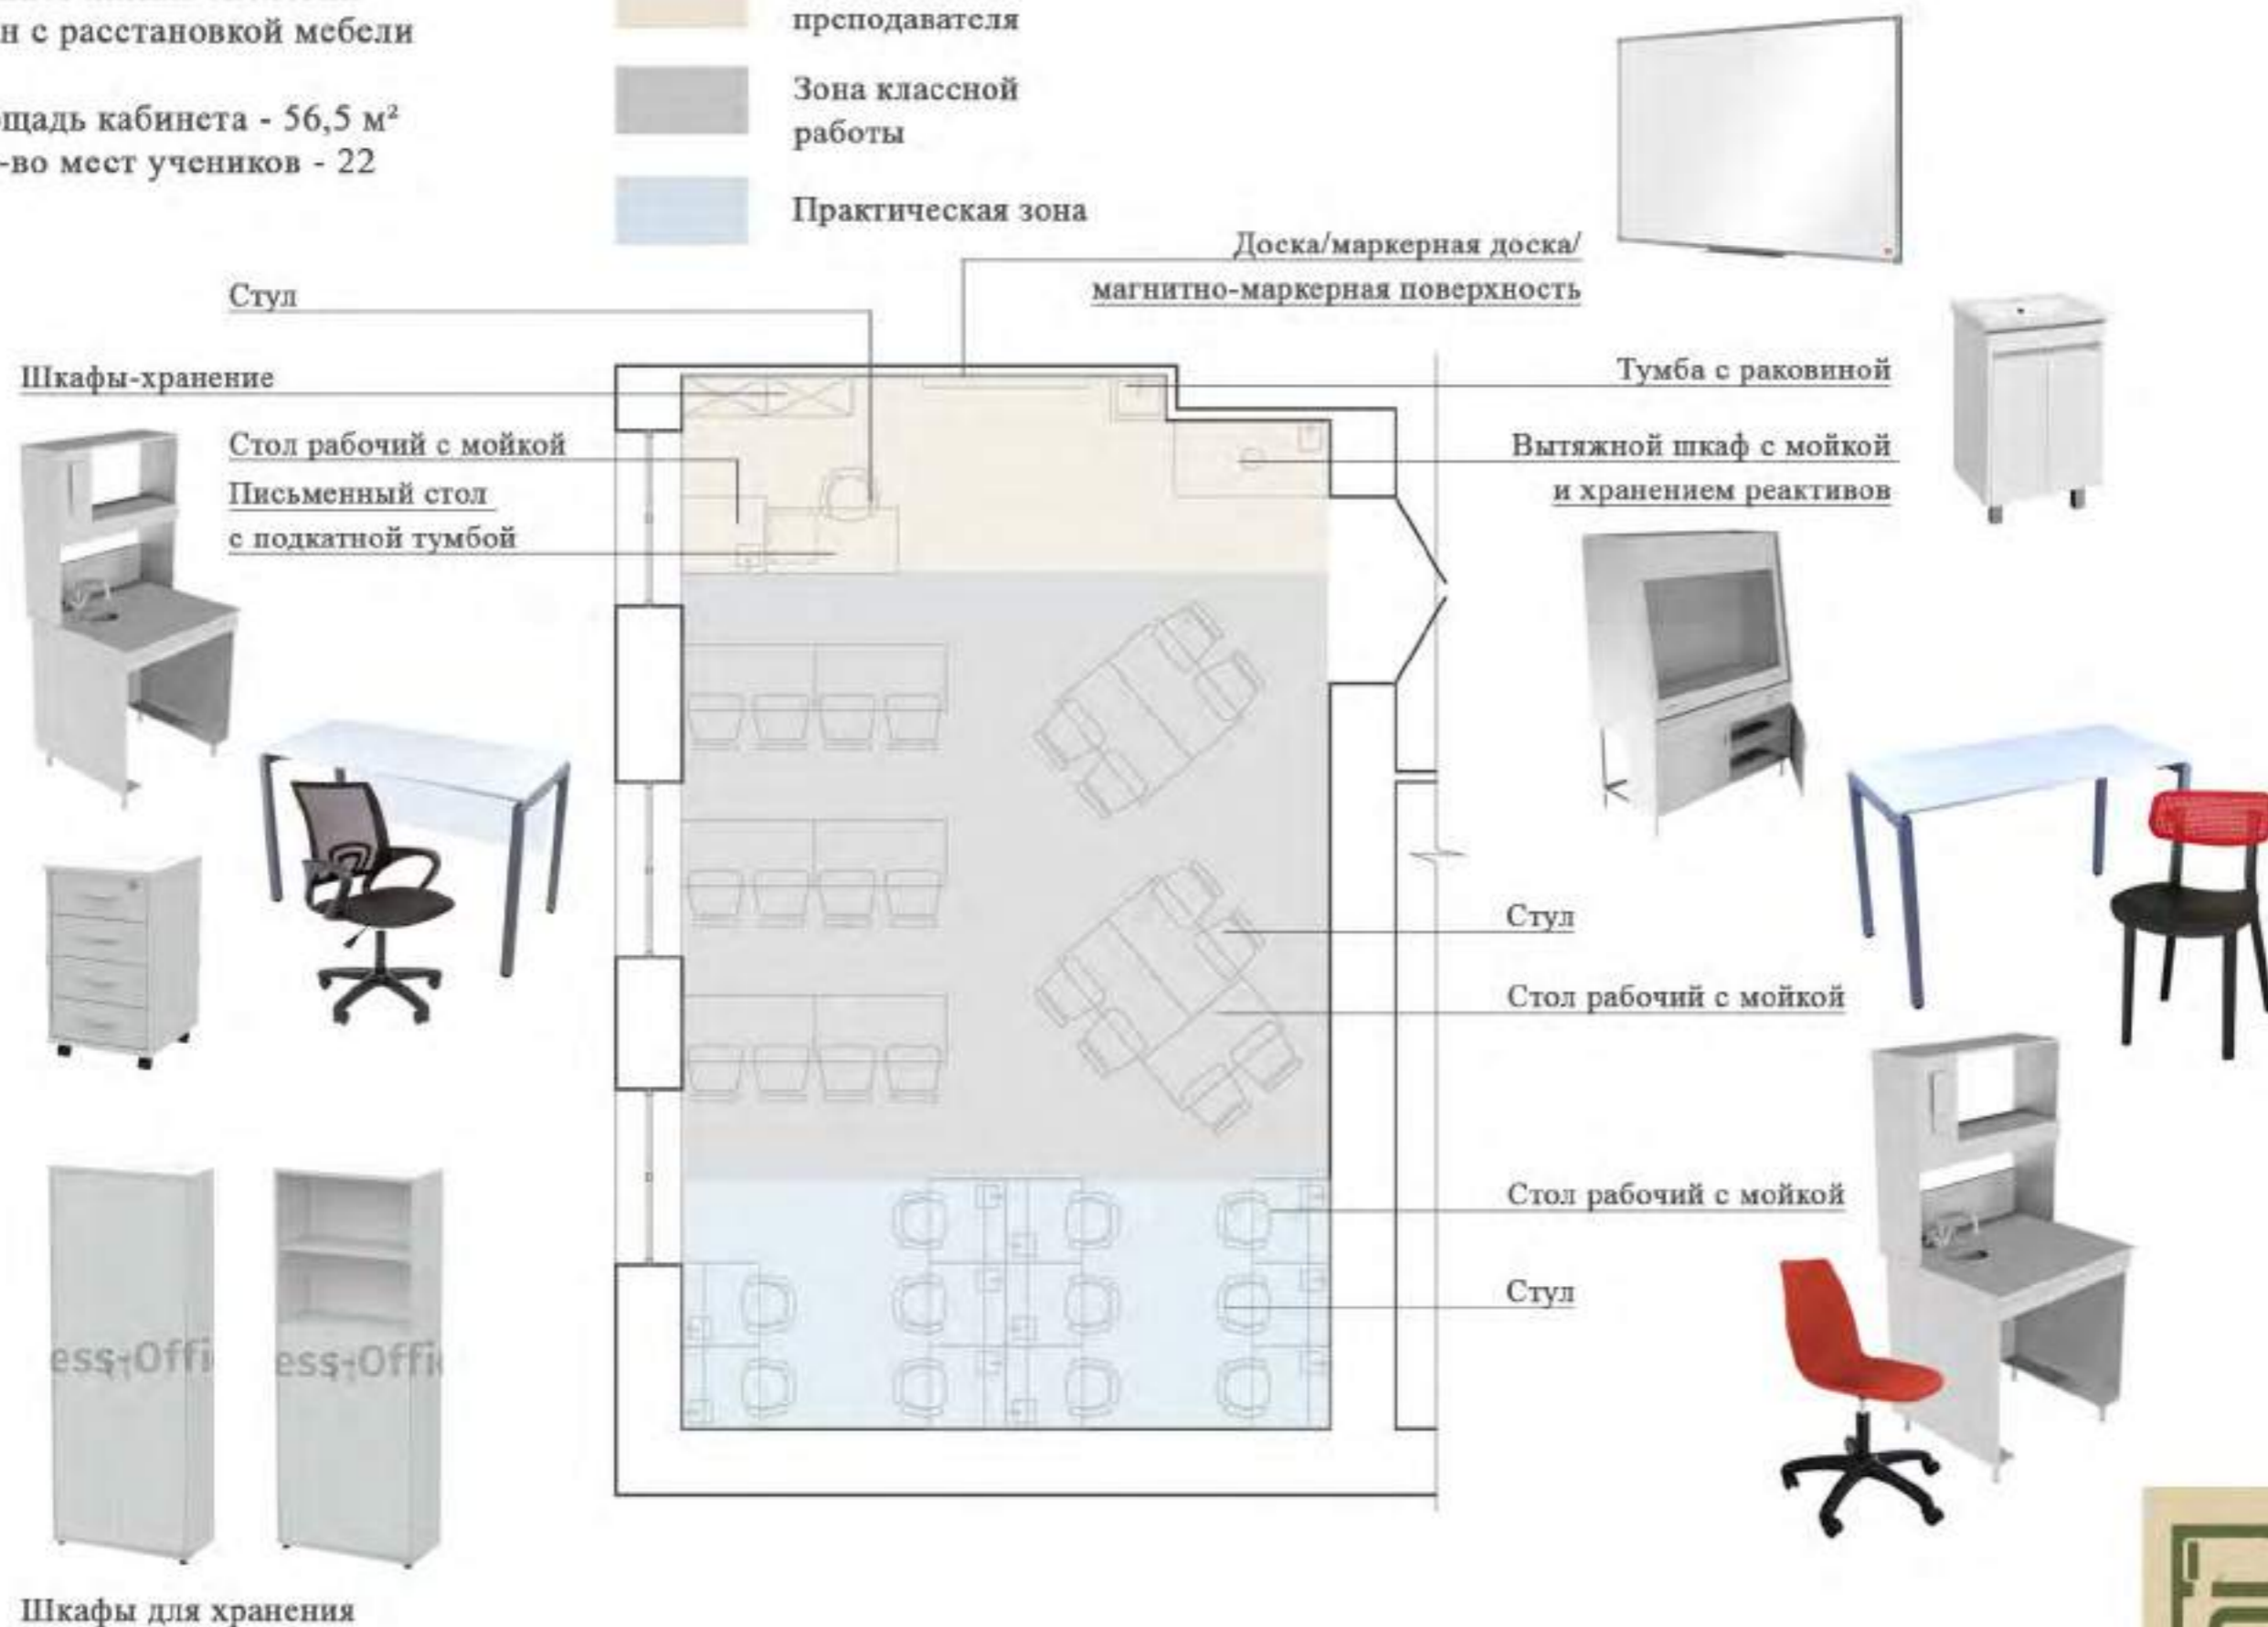 н с расстановкой мебели
щадь кабинета - 56,5 м²
-во мест учеников - 22
преподавателя
Зона классной
работы
Практическая зона
Доска/маркерная доска/
магнитно-маркерная поверхность
Стул
Шкафы-хранение
Стол рабочий с мойкой
Письменный стол
с подкатной тумбой
Тумба с раковиной
Вытяжной шкаф с мойкой
и хранением реактивов
Стул
Стол рабочий с мойкой
Стол рабочий с мойкой
Стул
ess-Offi
ess-Offi
Шкафы для хранения